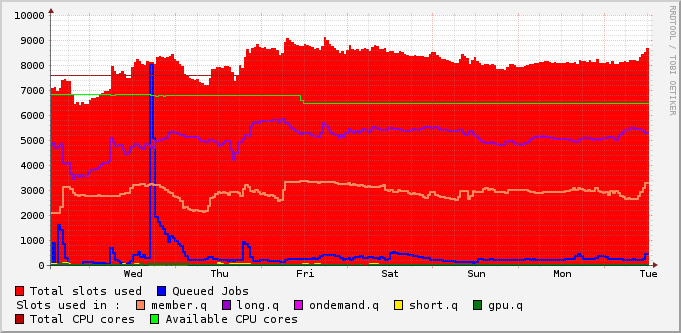 RRDTOOL / TOBI OETIKER
10000
9000
8000
7000
6000
5000
4000
3000
2000
1000
0
Wed Thu Fri Sat Sun Mon Tue
Total slots used Queued Jobs
Slots used in : member.q long.q ondemand.q short.q gpu.q
Total CPU cores Available CPU cores